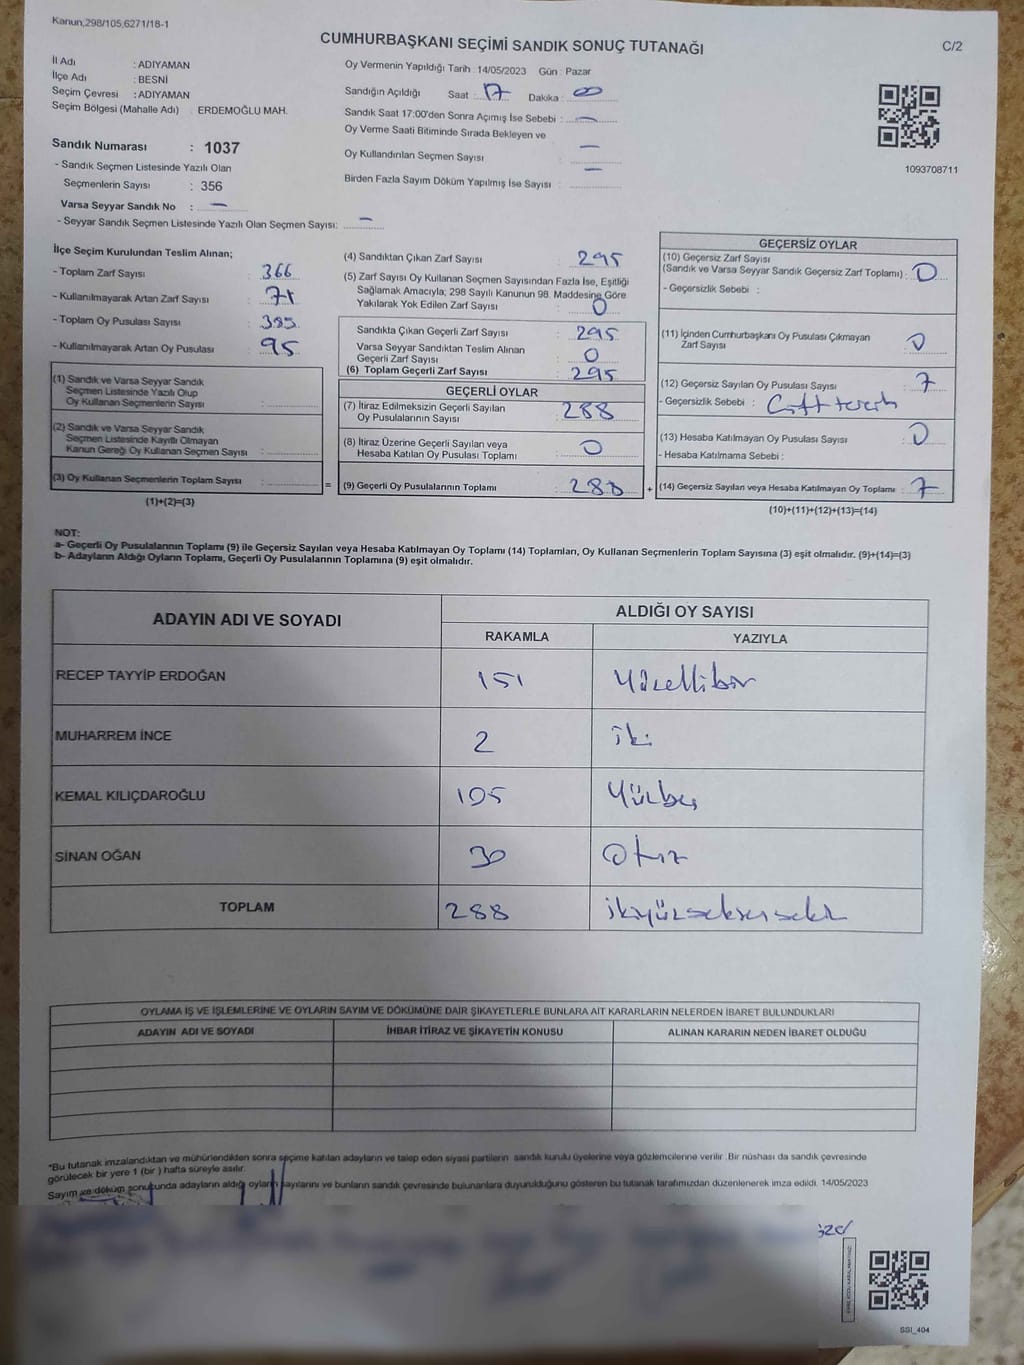 Kanun,298/105,6271/18-1
CUMHURBAŞKANI SEÇİMİ SANDIK SONUÇ TUTANAĞI
C/2
İl Adı : ADIYAMAN
İlçe Adı : BESNİ
Seçim Çevresi : ADIYAMAN
Seçim Bölgesi (Mahalle Adı) : ERDEMOĞLU MAH.
Sandık Numarası : 1037
- Sandık Seçmen Listesinde Yazılı Olan
Seçmenlerin Sayısı : 356
Varsa Seyyar Sandık No : —
- Seyyar Sandık Seçmen Listesinde Yazılı Olan Seçmen Sayısı: —
Oy Vermenin Yapıldığı Tarih : 14/05/2023 Gün : Pazar
Sandığın Açıldığı Saat : 17 Dakika : 00
Sandık Saat 17:00'den Sonra Açımış İse Sebebi : —
Oy Verme Saati Bitiminde Sırada Bekleyen ve
Oy Kullandırılan Seçmen Sayısı : —
Birden Fazla Sayım Döküm Yapılmış İse Sayısı : —
1093708711
İlçe Seçim Kurulundan Teslim Alınan;
- Toplam Zarf Sayısı : 366
- Kullanılmayarak Artan Zarf Sayısı : 71
- Toplam Oy Pusulası Sayısı :
- Kullanılmayarak Artan Oy Pusulası : 95
(1) Sandık ve Varsa Seyyar Sandık
Seçmen Listesinde Yazılı Olup
Oy Kullanan Seçmenlerin Sayısı :
(2) Sandık ve Varsa Seyyar Sandık
Seçmen Listesinde Kayıtlı Olmayan
Kanun Gereği Oy Kullanan Seçmen Sayısı :
(3) Oy Kullanan Seçmenlerin Toplam Sayısı : =
(1)+(2)=(3)
(4) Sandıktan Çıkan Zarf Sayısı : 295
(5) Zarf Sayısı Oy Kullanan Seçmen Sayısından Fazla İse, Eşitliği
Sağlamak Amacıyla; 298 Sayılı Kanunun 98. Maddesine Göre
Yakılarak Yok Edilen Zarf Sayısı : 0
Sandıkta Çıkan Geçerli Zarf Sayısı : 295
Varsa Seyyar Sandıktan Teslim Alınan
Geçerli Zarf Sayısı : 0
(6) Toplam Geçerli Zarf Sayısı : 295
GEÇERLİ OYLAR
(7) İtiraz Edilmeksizin Geçerli Sayılan
Oy Pusulalarının Sayısı : 288
(8) İtiraz Üzerine Geçerli Sayılan veya
Hesaba Katılan Oy Pusulası Toplamı : 0
(9) Geçerli Oy Pusulalarının Toplamı : 288 +
GEÇERSİZ OYLAR
(10) Geçersiz Zarf Sayısı
(Sandık ve Varsa Seyyar Sandık Geçersiz Zarf Toplamı) : 0
- Geçersizlik Sebebi :
(11) İçinden Cumhurbaşkanı Oy Pusulası Çıkmayan
Zarf Sayısı : 0
(12) Geçersiz Sayılan Oy Pusulası Sayısı : 7
- Geçersizlik Sebebi : Çift tercih
(13) Hesaba Katılmayan Oy Pusulası Sayısı : 0
- Hesaba Katılmama Sebebi :
(14) Geçersiz Sayılan veya Hesaba Katılmayan Oy Toplamı : 7
(10)+(11)+(12)+(13)=(14)
NOT:
a- Geçerli Oy Pusulalarının Toplamı (9) ile Geçersiz Sayılan veya Hesaba Katılmayan Oy Toplamı (14) Toplamları, Oy Kullanan Seçmenlerin Toplam Sayısına (3) eşit olmalıdır. (9)+(14)=(3)
b- Adayların Aldığı Oyların Toplamı, Geçerli Oy Pusulalarının Toplamına (9) eşit olmalıdır.
ADAYIN ADI VE SOYADI
ALDIĞI OY SAYISI
RAKAMLA YAZIYLA
RECEP TAYYİP ERDOĞAN 151 Yüzellibir
MUHARREM İNCE 2 İki
KEMAL KILIÇDAROĞLU 105 Yüzbeş
SİNAN OĞAN 30 Otuz
TOPLAM 288 ikiyüzseksensekiz
OYLAMA İŞ VE İŞLEMLERİNE VE OYLARIN SAYIM VE DÖKÜMÜNE DAİR ŞİKAYETLERLE BUNLARA AİT KARARLARIN NELERDEN İBARET BULUNDUKLARI
ADAYIN ADI VE SOYADI İHBAR İTİRAZ VE ŞİKAYETİN KONUSU ALINAN KARARIN NEDEN İBARET OLDUĞU
*Bu tutanak imzalandıktan ve mühürlendikten sonra seçime katılan adayların ve talep eden siyasi partilerin sandık kurulu üyelerine veya gözlemcilerine verilir .Bir nüshası da sandık çevresinde
görülecek bir yere 1 (bir ) hafta süreyle asılır.
Sayım ve döküm sonucunda adayların aldığı oyların sayılarını ve bunların sandık çevresinde bulunanlara duyurulduğunu gösteren bu tutanak tarafımızdan düzenlenerek imza edildi. 14/05/2023
SSI_404